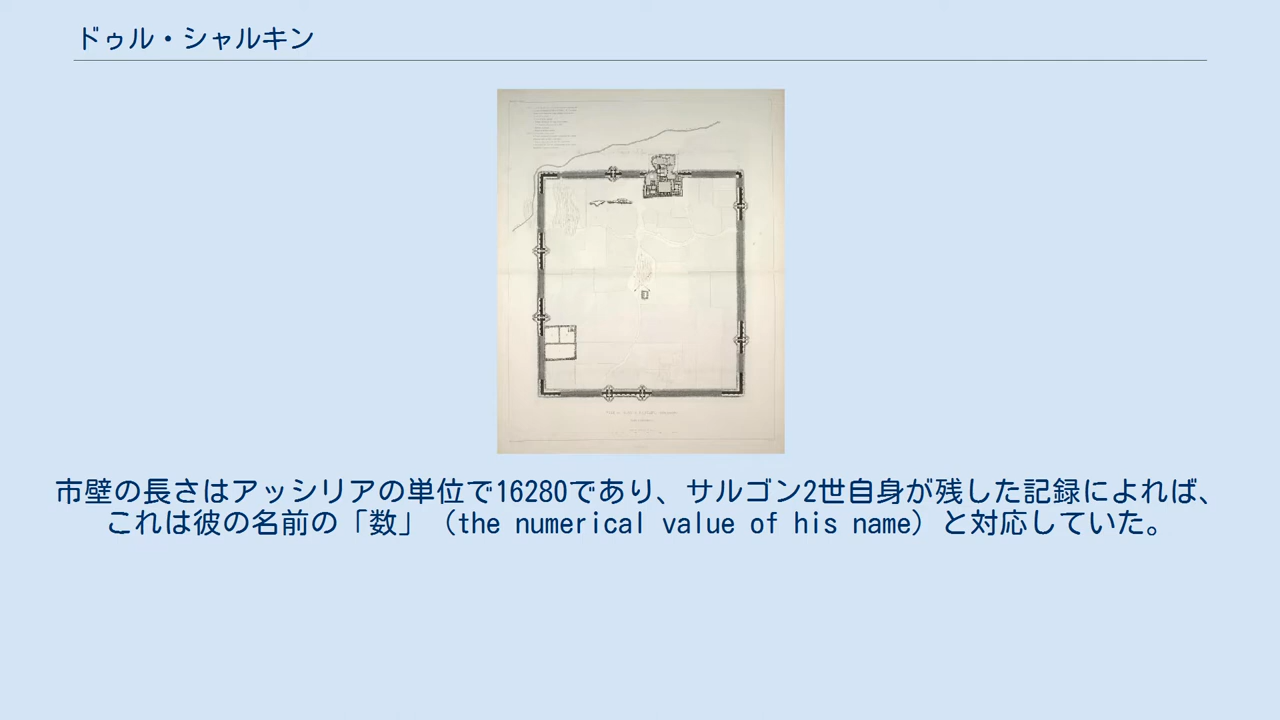 ドゥル・シャルキン
市壁の長さはアッシリアの単位で16280であり、サルゴン2世自身が残した記録によれば、
これは彼の名前の「数」（the numerical value of his name）と対応していた。